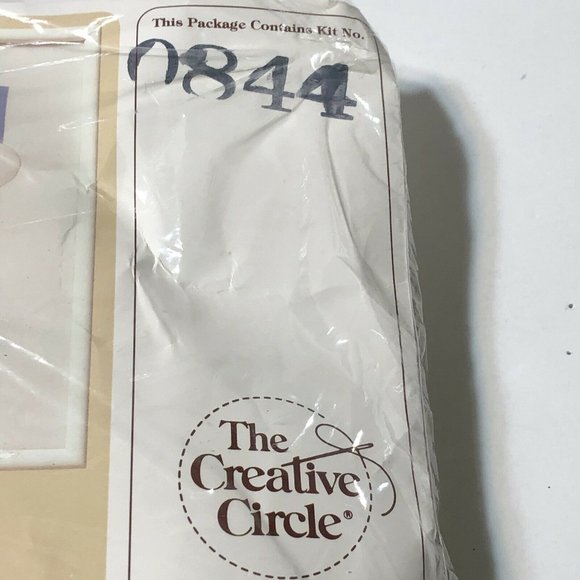 This Package Contains Kit No.
0844
The
Creative
Circle®